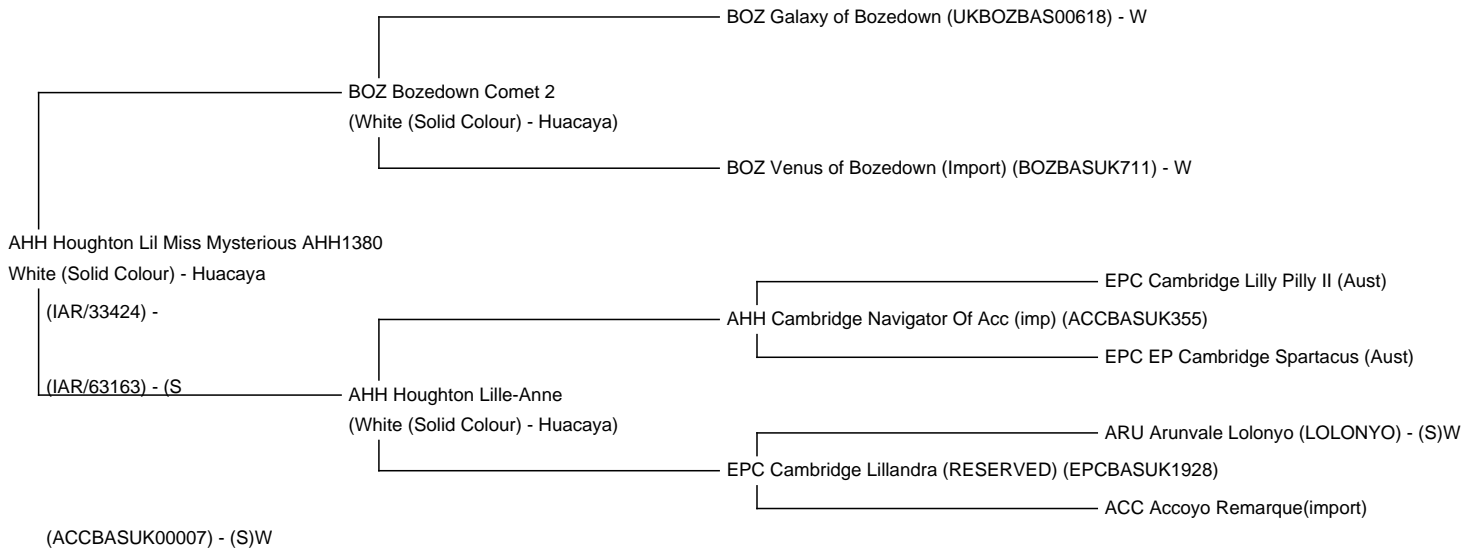 BOZ Galaxy of Bozedown (UKBOZBAS00618) - W
BOZ Bozedown Comet 2
(White (Solid Colour) - Huacaya)
BOZ Venus of Bozedown (Import) (BOZBASUK711) - W
AHH Houghton Lil Miss Mysterious AHH1380
White (Solid Colour) - Huacaya
EPC Cambridge Lilly Pilly II (Aust)
(IAR/33424) -
AHH Cambridge Navigator Of Acc (imp) (ACCBASUK355)
EPC EP Cambridge Spartacus (Aust)
(IAR/63163) - (S
AHH Houghton Lille-Anne
(White (Solid Colour) - Huacaya)
ARU Arunvale Lolonyo (LOLONYO) - (S)W
EPC Cambridge Lillandra (RESERVED) (EPCBASUK1928)
ACC Accoyo Remarque(import)
(ACCBASUK00007) - (S)W